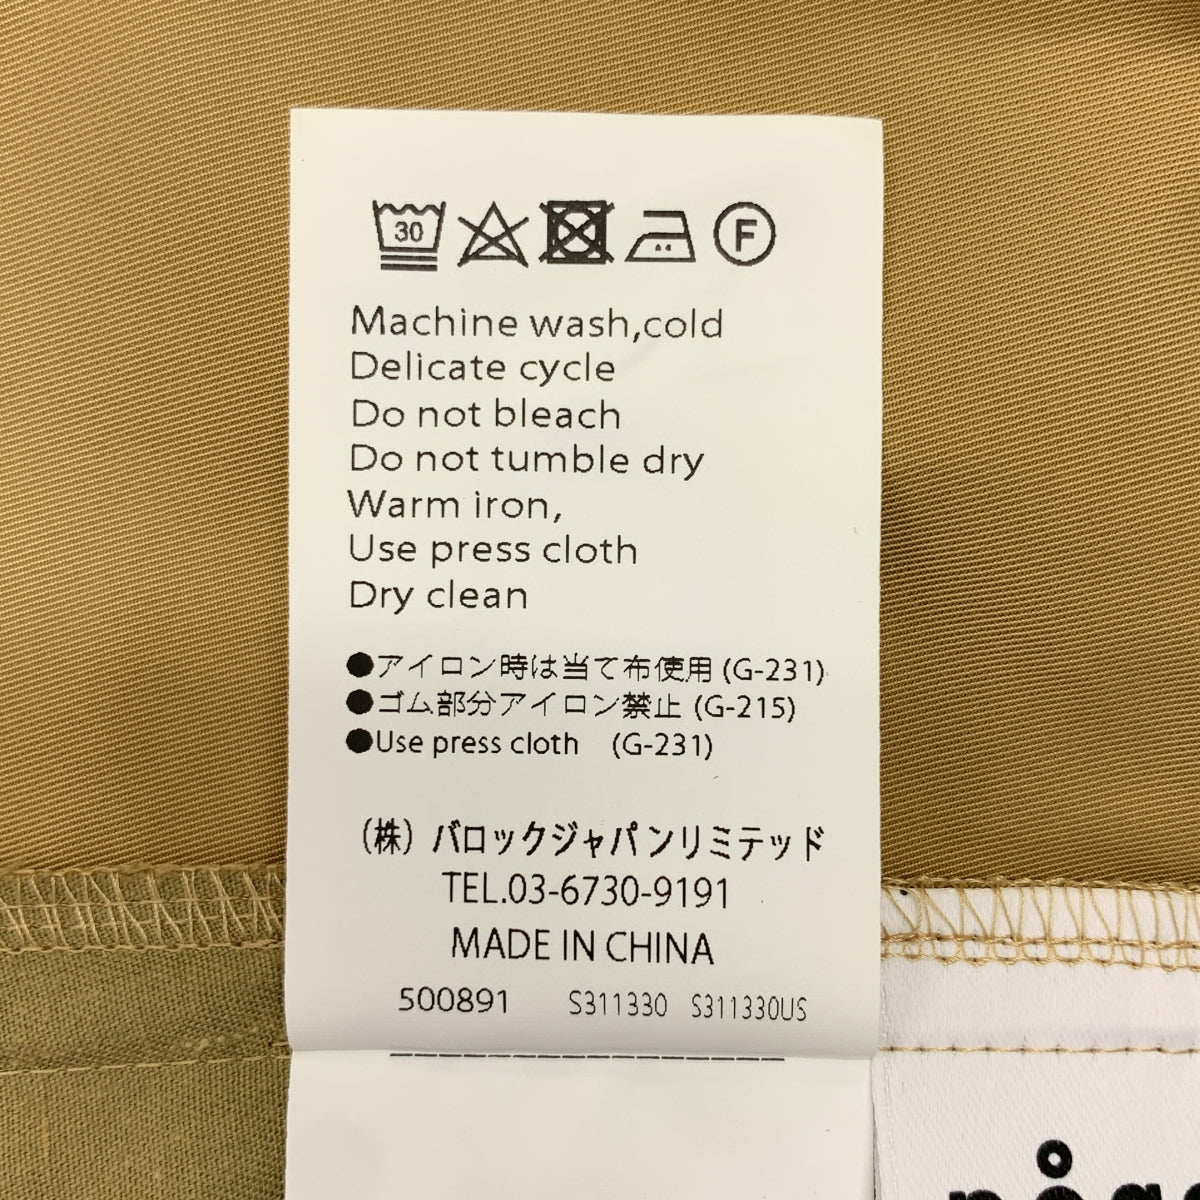 30 F
Machine wash,cold
Delicate cycle
Do not bleach
Do not tumble dry
Warm iron,
Use press cloth
Dry clean
●アイロン時は当て布使用 (G-231)
●ゴム部分アイロン禁止 (G-215)
●Use press cloth (G-231)
（株）バロックジャパンリミテッド
TEL.03-6730-9191
MADE IN CHINA
500891 S311330 S311330US